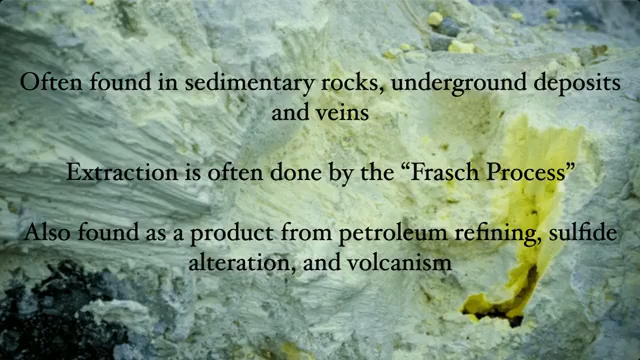 Often found in sedimentary rocks, underground deposits
and veins
Extraction is often done by the “Frasch Process”
Also found as a product from petroleum refining, sulfide
alteration, and volcanism